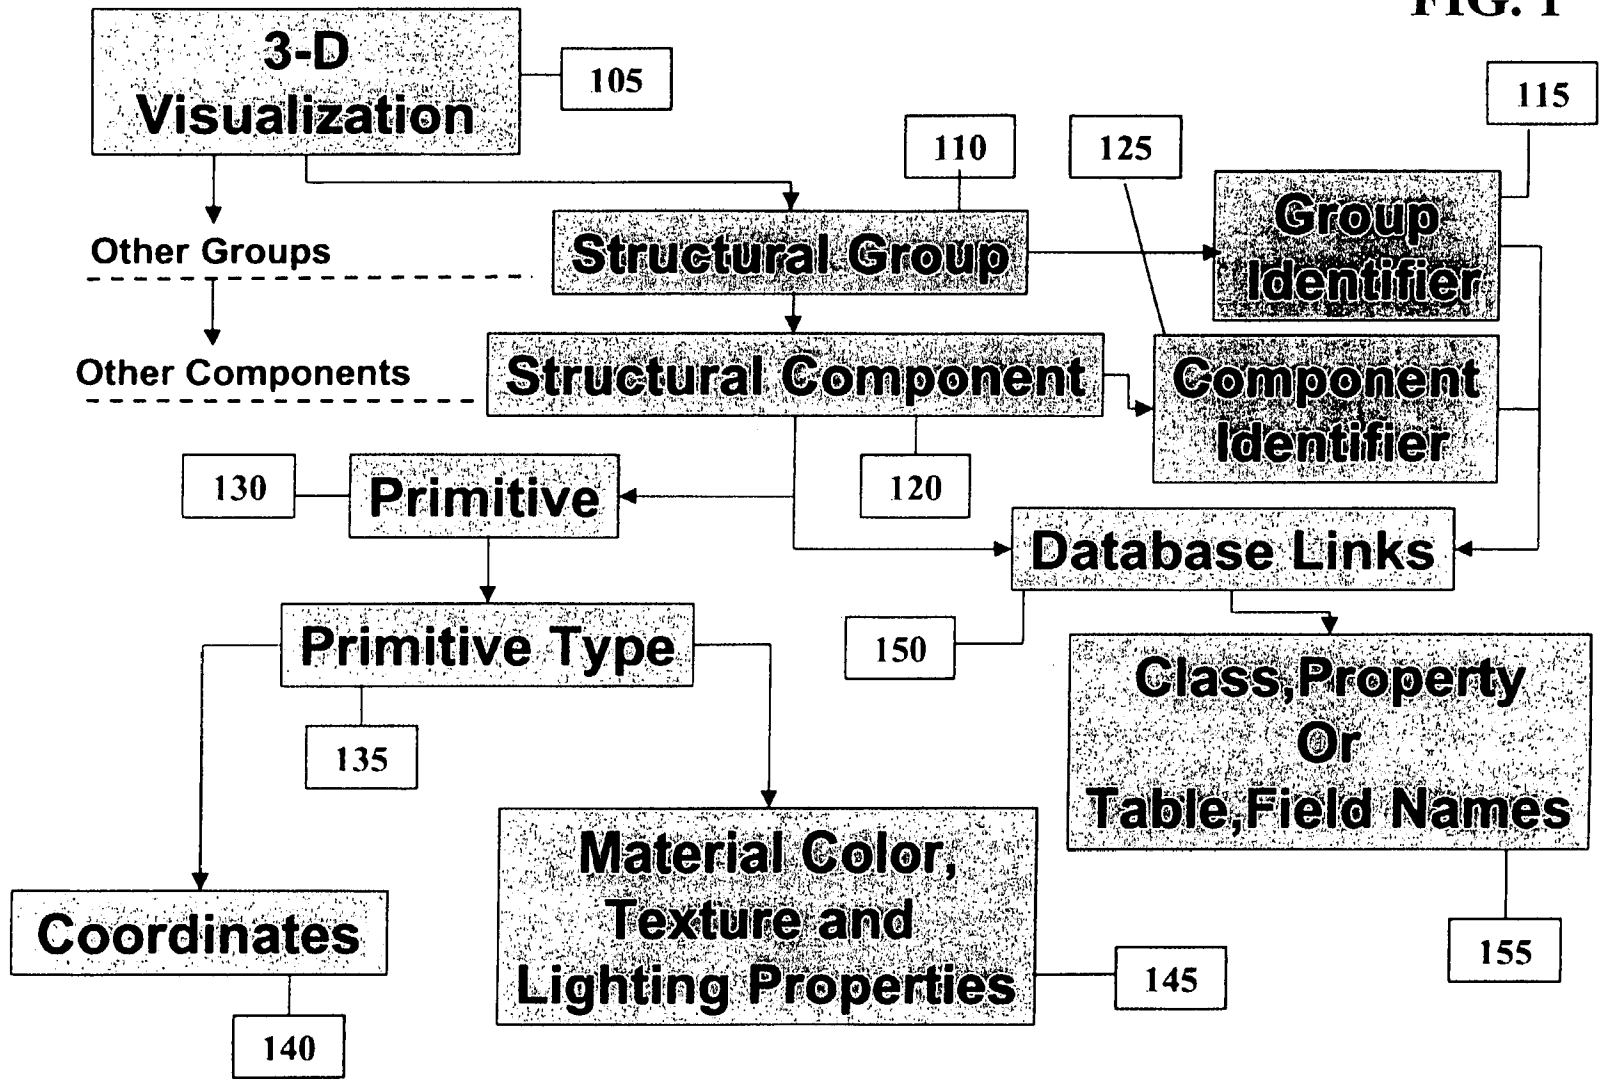 FIG. 1
3-D
Visualization
105
115
110
125
Group
Identifier
Other Groups
Structural Group
Other Components
Structural Component
Component
Identifier
130
Primitive
120
Database Links
Primitive Type
150
Class,Property
Or
Table,Field Names
135
Material Color,
Texture and
Lighting Properties
Coordinates
155
145
140